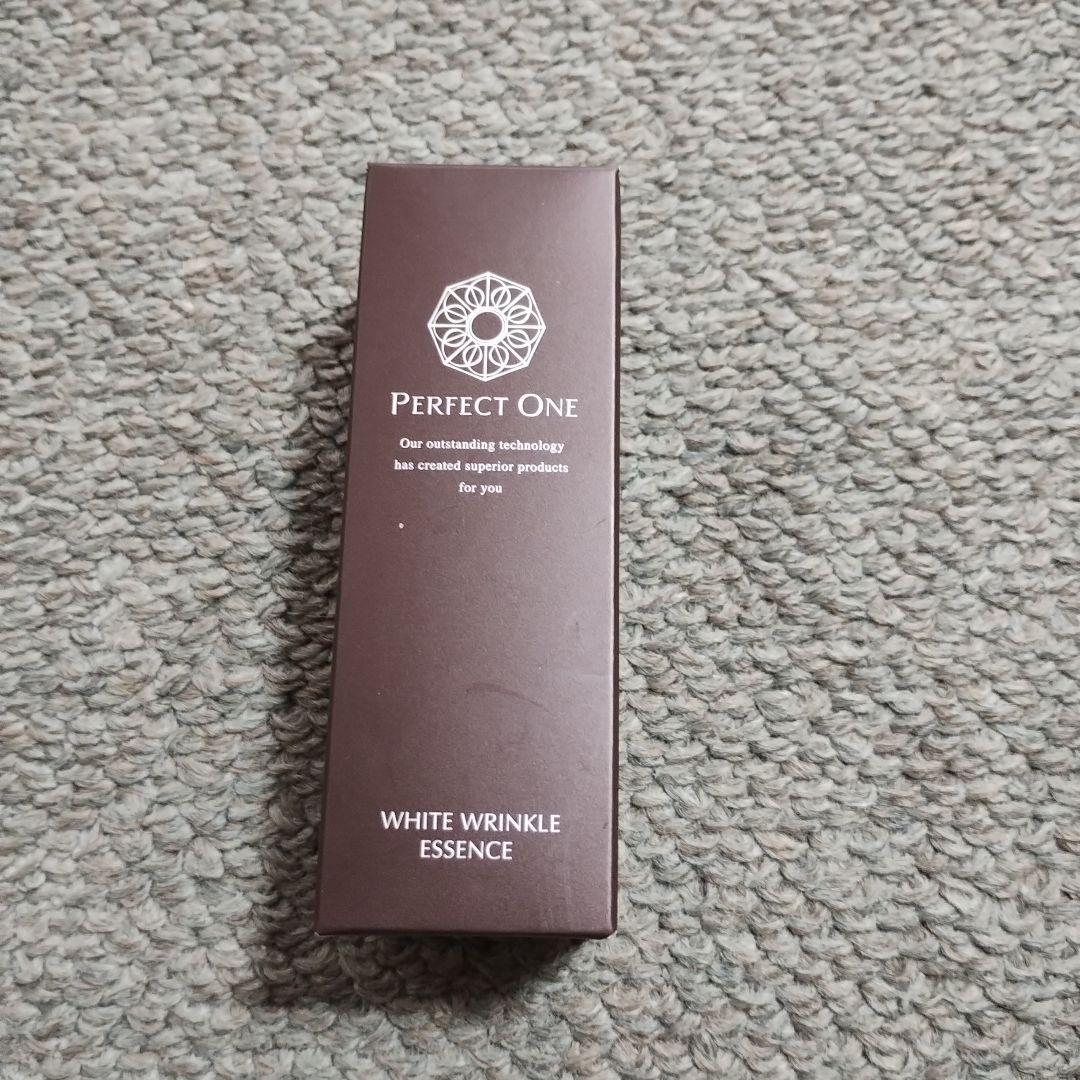 PERFECT ONE
Our outstanding technology
has created superior products
for you
WHITE WRINKLE
ESSENCE